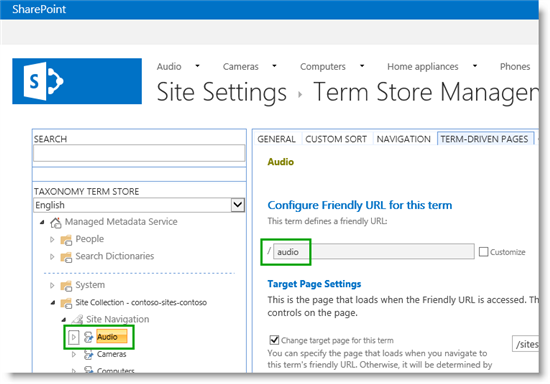 SharePoint
Audio Cameras Computers Home appliances Phones
Site Settings Term Store Manage
SEARCH
TAXONOMY TERM STORE
English
Managed Metadata Service
People
Search Dictionaries
System
Site Collection - contoso-sites-contoso
Site Navigation
Audio
Cameras
Computers
GENERAL CUSTOM SORT NAVIGATION TERM-DRIVEN PAGES
Audio
Configure Friendly URL for this term
This term defines a friendly URL:
/ audio Customize
Target Page Settings
This is the page that loads when the Friendly URL is accessed. Th
controls on the page.
Change target page for this term
/sites
You can specify the page that loads when you navigate to
this term's friendly URL. Otherwise, it will be determined by